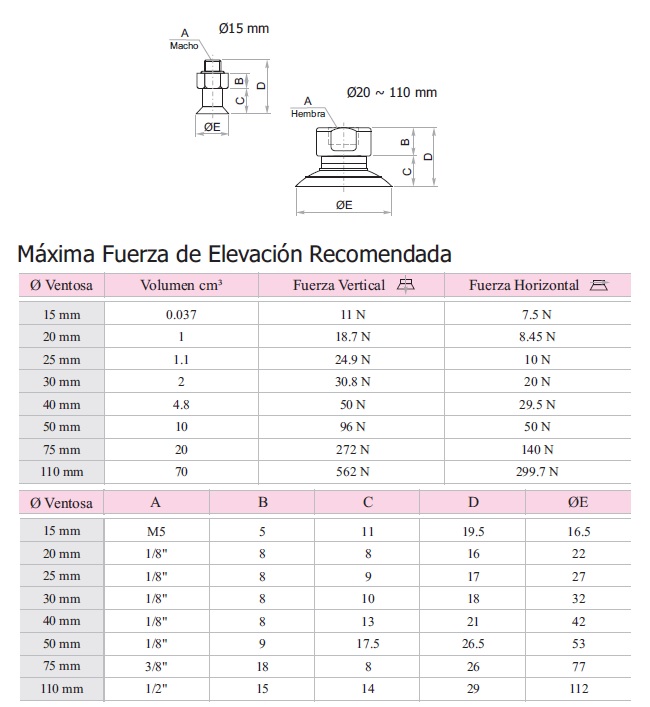 Ø15 mm
A
Macho
B
C
D
ØE
Ø20 ~ 110 mm
A
Hembra
B
C
D
ØE
Máxima Fuerza de Elevación Recomendada
Ø Ventosa Volumen cm³ Fuerza Vertical Fuerza Horizontal
15 mm 0.037 11 N 7.5 N
20 mm 1 18.7 N 8.45 N
25 mm 1.1 24.9 N 10 N
30 mm 2 30.8 N 20 N
40 mm 4.8 50 N 29.5 N
50 mm 10 96 N 50 N
75 mm 20 272 N 140 N
110 mm 70 562 N 299.7 N
Ø Ventosa A B C D ØE
15 mm M5 5 11 19.5 16.5
20 mm 1/8" 8 8 16 22
25 mm 1/8" 8 9 17 27
30 mm 1/8" 8 10 18 32
40 mm 1/8" 8 13 21 42
50 mm 1/8" 9 17.5 26.5 53
75 mm 3/8" 18 8 26 77
110 mm 1/2" 15 14 29 112